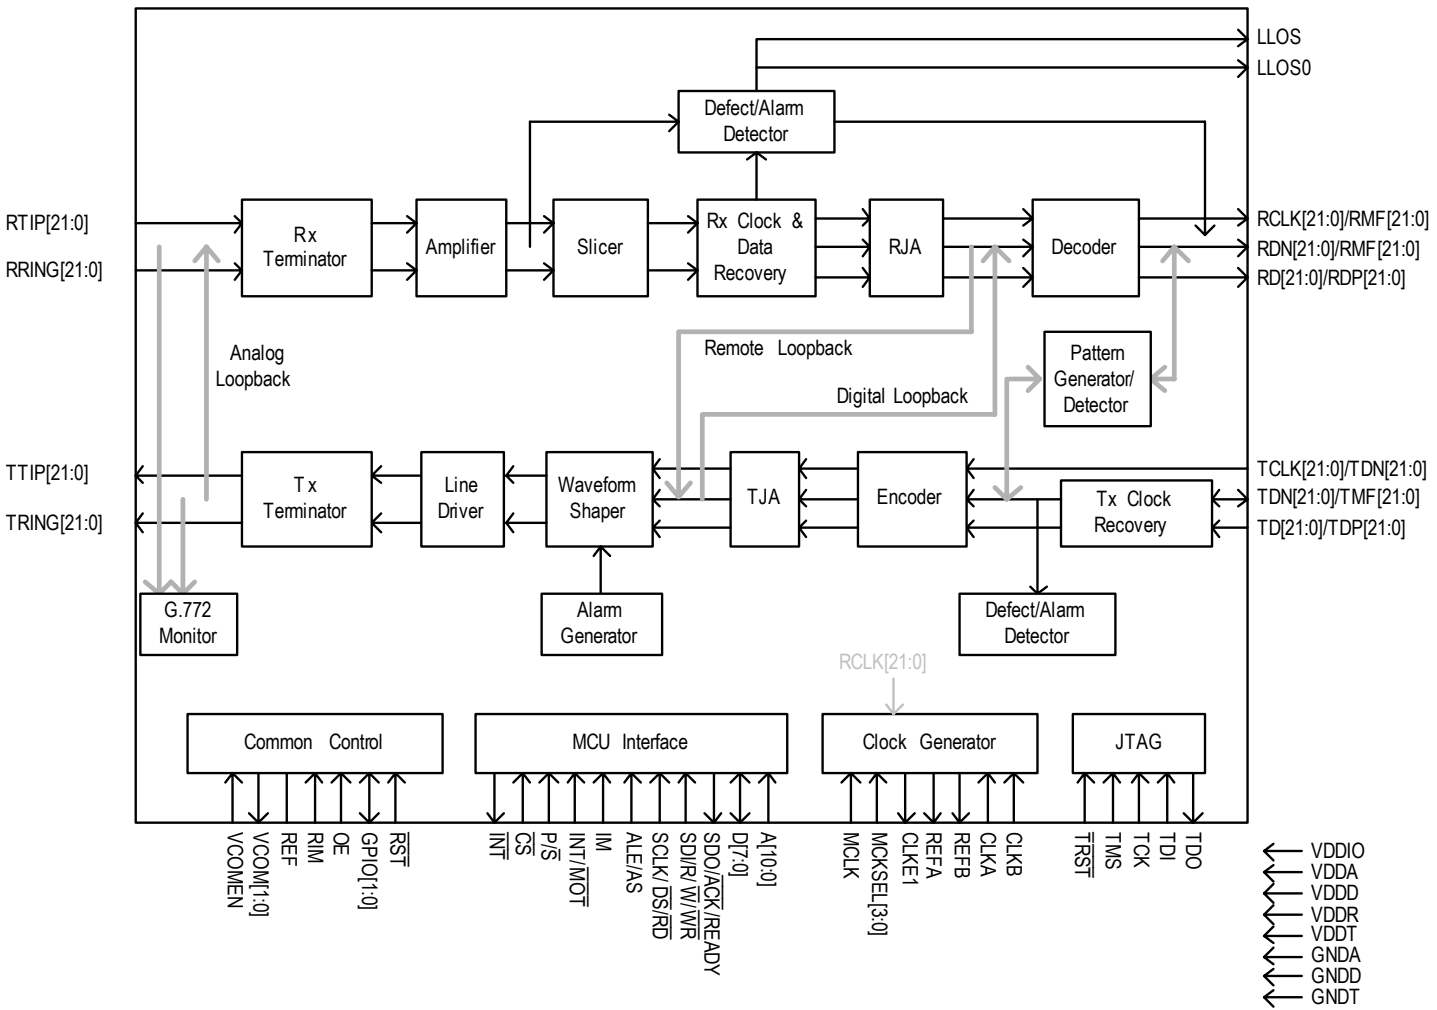 LLOS
LLOS0
Defect/Alarm
Detector
RTIP[21:0]
RRING[21:0]
Rx
Terminator
Amplifier
Slicer
Rx Clock &
Data
Recovery
RJA
Decoder
RCLK[21:0]/RMF[21:0]
RDN[21:0]/RMF[21:0]
RD[21:0]/RDP[21:0]
Analog
Loopback
Remote Loopback
Digital Loopback
Pattern
Generator/
Detector
TTIP[21:0]
TRING[21:0]
Tx
Terminator
Line
Driver
Waveform
Shaper
TJA
Encoder
Tx Clock
Recovery
TCLK[21:0]/TDN[21:0]
TDN[21:0]/TMF[21:0]
TD[21:0]/TDP[21:0]
G.772
Monitor
Alarm
Generator
Defect/Alarm
Detector
RCLK[21:0]
Common Control
MCU Interface
Clock Generator
JTAG
VCOMEN
VCOM[1:0]
REF
RIM
OE
GPIO[1:0]
RST
INT
CS
P/S
INT/MOT
IM
ALE/AS
SCLK/DS/RD
SDI/R/W/WR
SDO/ACK/READY
D[7:0]
A[10:0]
MCLK
MCKSEL[3:0]
CLKE1
REFA
REFB
CLKA
CLKB
TRST
TMS
TCK
TDI
TDO
VDDIO
VDDA
VDDD
VDDR
VDDT
GNDA
GNDD
GNDT